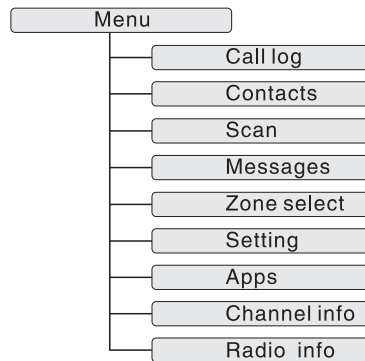 Menu
Call log
Contacts
Scan
Messages
Zone select
Setting
Apps
Channel info
Radio info